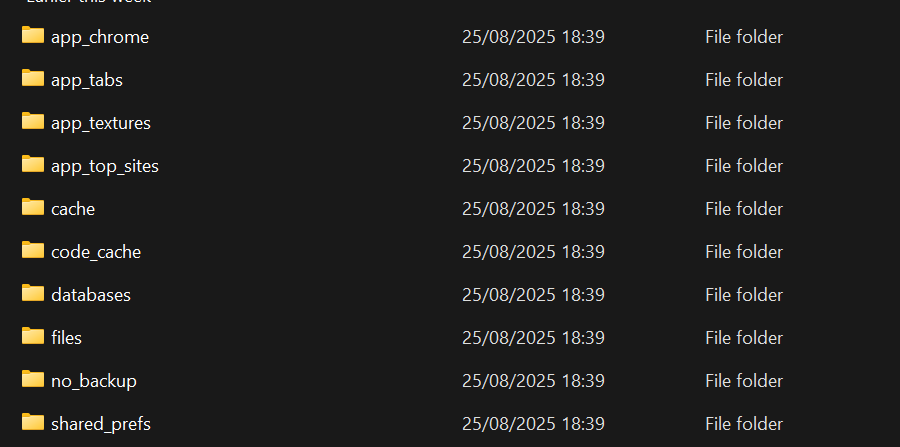 Earlier this week
app_chrome 25/08/2025 18:39 File folder
app_tabs 25/08/2025 18:39 File folder
app_textures 25/08/2025 18:39 File folder
app_top_sites 25/08/2025 18:39 File folder
cache 25/08/2025 18:39 File folder
code_cache 25/08/2025 18:39 File folder
databases 25/08/2025 18:39 File folder
files 25/08/2025 18:39 File folder
no_backup 25/08/2025 18:39 File folder
shared_prefs 25/08/2025 18:39 File folder